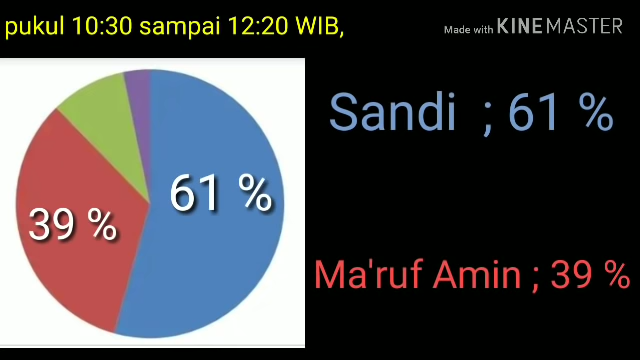 pukul 10:30 sampai 12:20 WIB,
Made with KINEMASTER
Sandi ; 61 %
61 %
39 %
Ma'ruf Amin ; 39 %